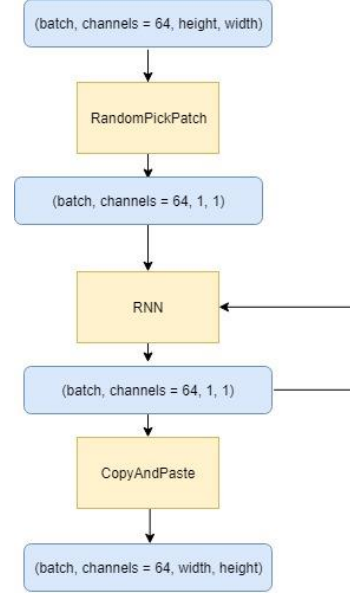 (batch, channels = 64, height, width)
RandomPickPatch
(batch, channels = 64, 1, 1)
RNN
(batch, channels = 64, 1, 1)
CopyAndPaste
(batch, channels = 64, width, height)